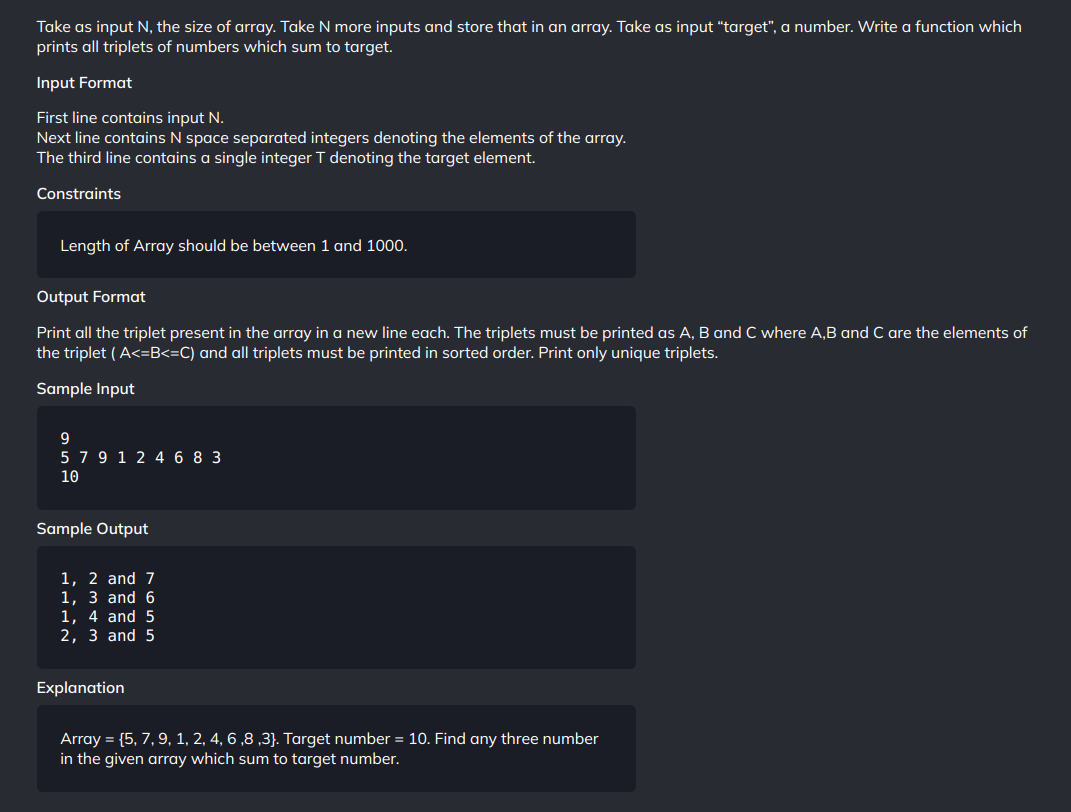 Take as input N, the size of array. Take N more inputs and store that in an array. Take as input “target”, a number. Write a function which
prints all triplets of numbers which sum to target.
Input Format
First line contains input N.
Next line contains N space separated integers denoting the elements of the array.
The third line contains a single integer T denoting the target element.
Constraints
Length of Array should be between 1 and 1000.
Output Format
Print all the triplet present in the array in a new line each. The triplets must be printed as A, B and C where A,B and C are the elements of
the triplet ( A<=B<=C) and all triplets must be printed in sorted order. Print only unique triplets.
Sample Input
9
5 7 9 1 2 4 6 8 3
10
Sample Output
1, 2 and 7
1, 3 and 6
1, 4 and 5
2, 3 and 5
Explanation
Array = {5, 7, 9, 1, 2, 4, 6 ,8 ,3}. Target number = 10. Find any three number
in the given array which sum to target number.